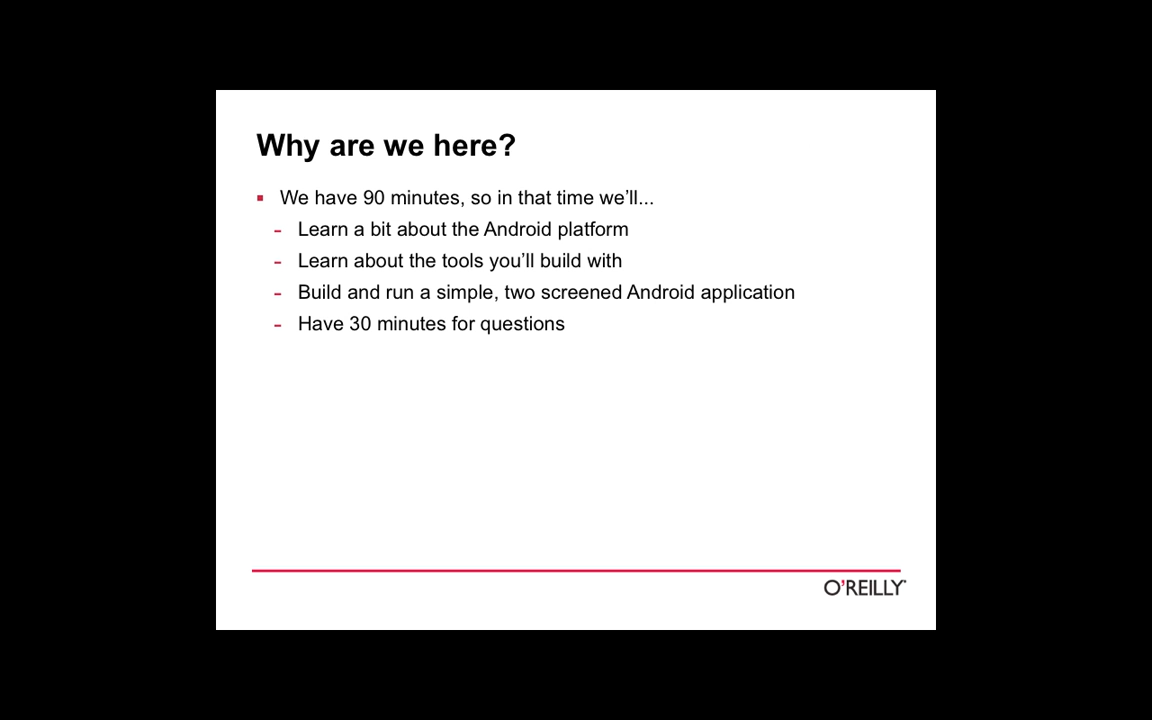 Why are we here?
We have 90 minutes, so in that time we’ll...
- Learn a bit about the Android platform
- Learn about the tools you’ll build with
- Build and run a simple, two screened Android application
- Have 30 minutes for questions
O’REILLY